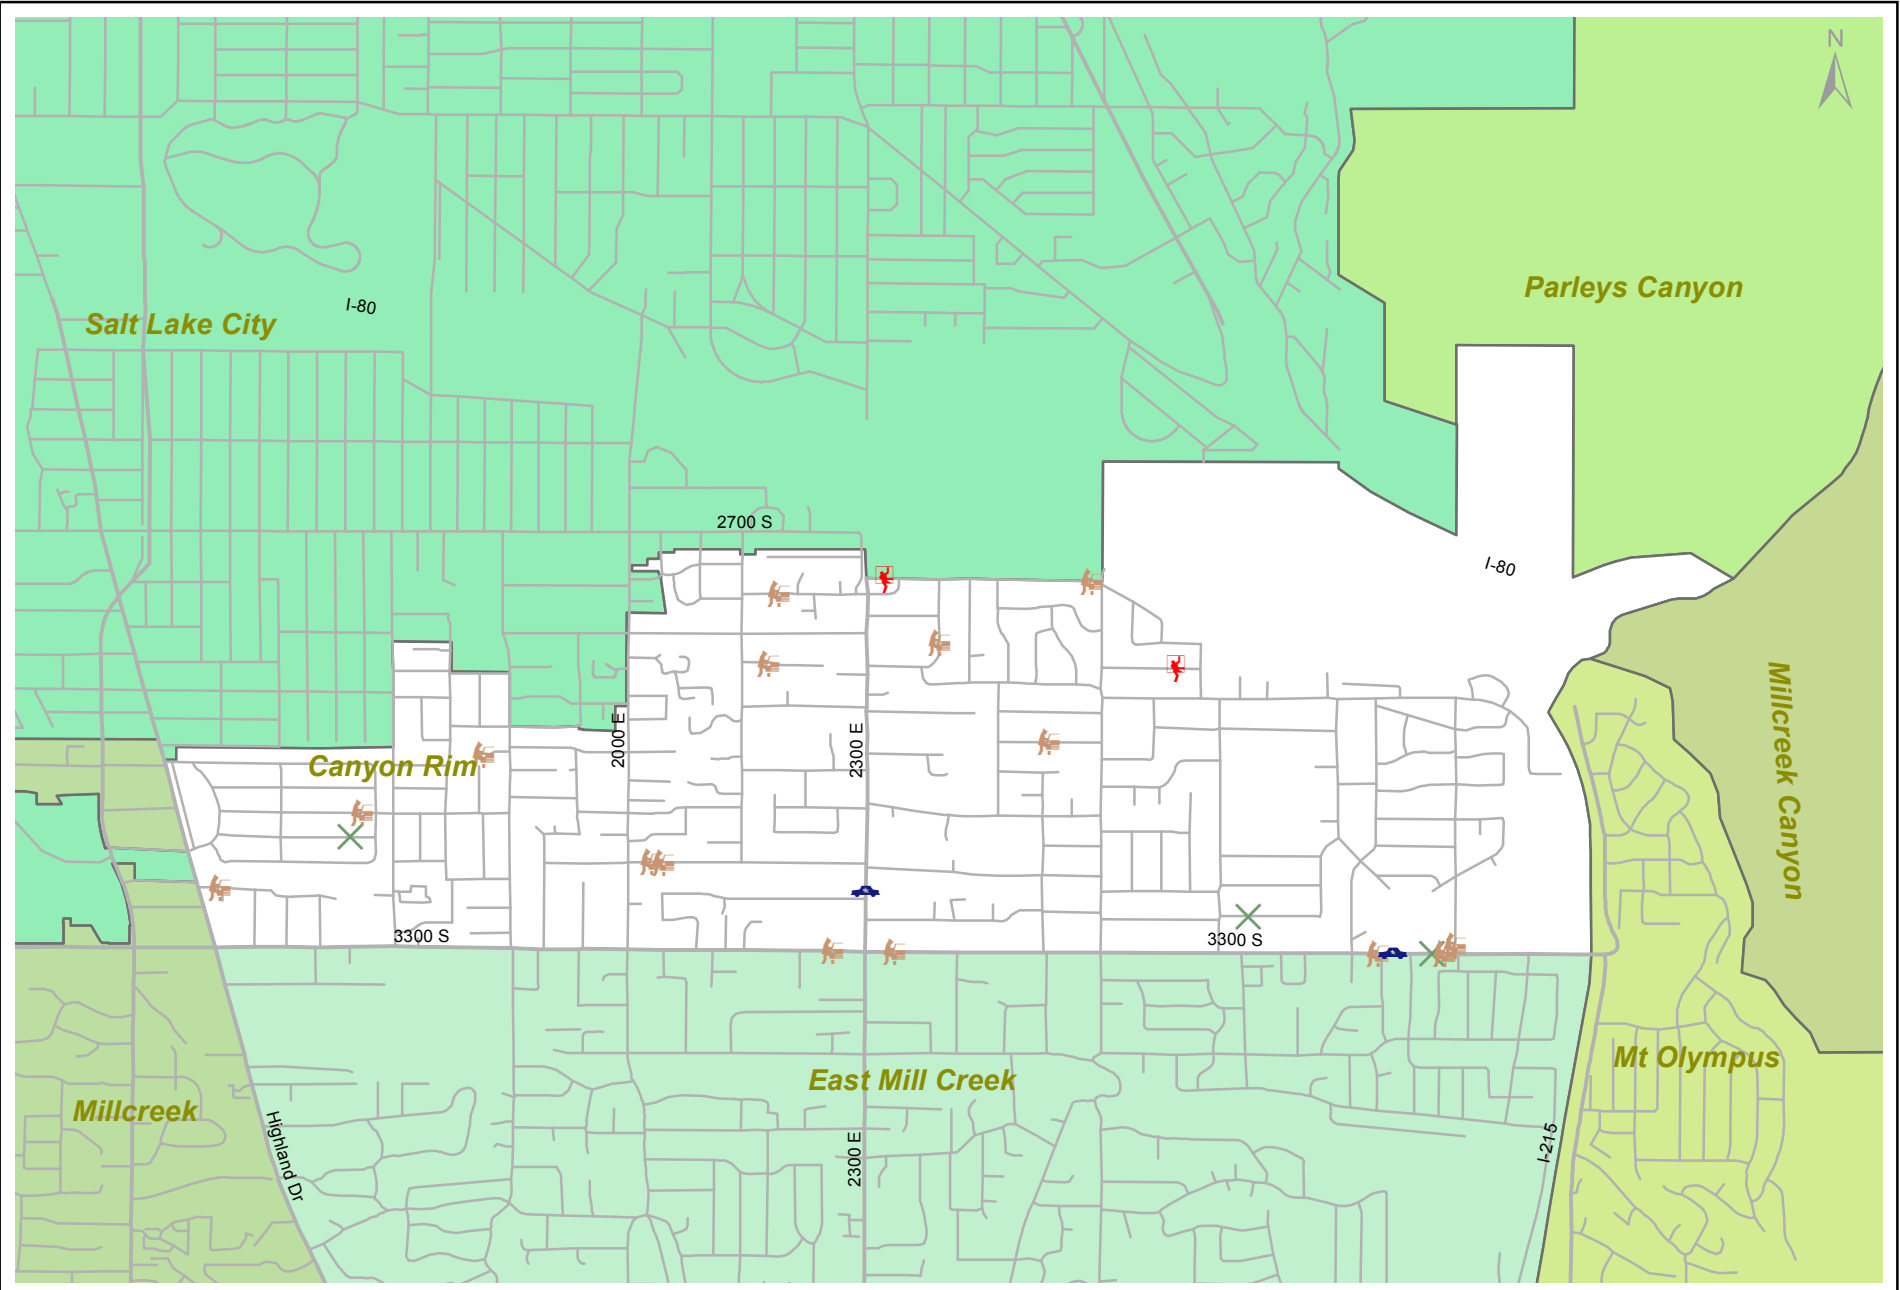 N
Parleys Canyon
I-80
Salt Lake City
2700 S
I-80
2000 E
2300 E
Canyon Rim
Millcreek Canyon
3300 S
3300 S
Mt Olympus
East Mill Creek
Millcreek
Highland Dr
2300 E
I-215